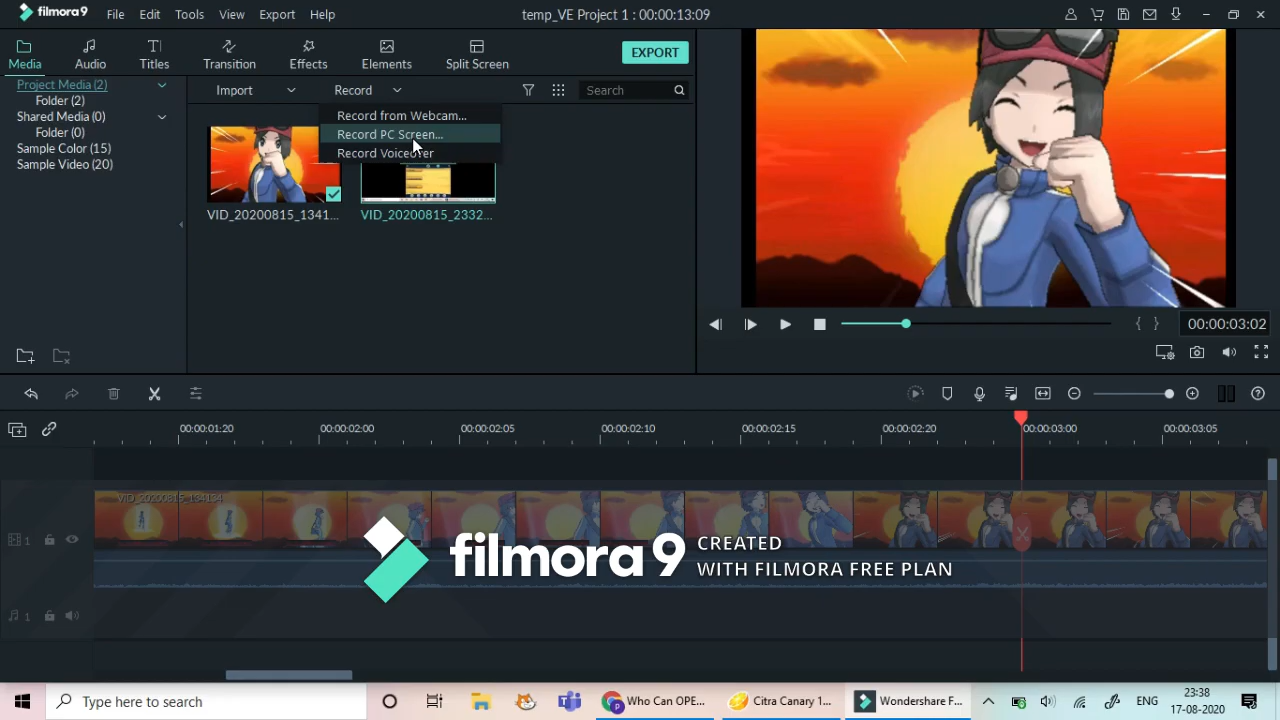 filmora9
File Edit Tools View Export Help
temp_VE Project 1 : 00:00:13:09
Media Audio Titles Transition Effects Elements Split Screen
EXPORT
Project Media (2)
Folder (2)
Shared Media (0)
Folder (0)
Sample Color (15)
Sample Video (20)
Import Record
Search
Record from Webcam...
Record PC Screen...
Record Voiceover
VID_20200815_1341... VID_20200815_2332...
00:00:03:02
00:00:01:20 00:00:02:00 00:00:02:05 00:00:02:10 00:00:02:15 00:00:02:20 00:00:03:00 00:00:03:05
VID_20200815_134134
1
1
filmora9
CREATED
WITH FILMORA FREE PLAN
Type here to search
Who Can OPE...
Citra Canary 1...
Wondershare F...
ENG
23:38
17-08-2020